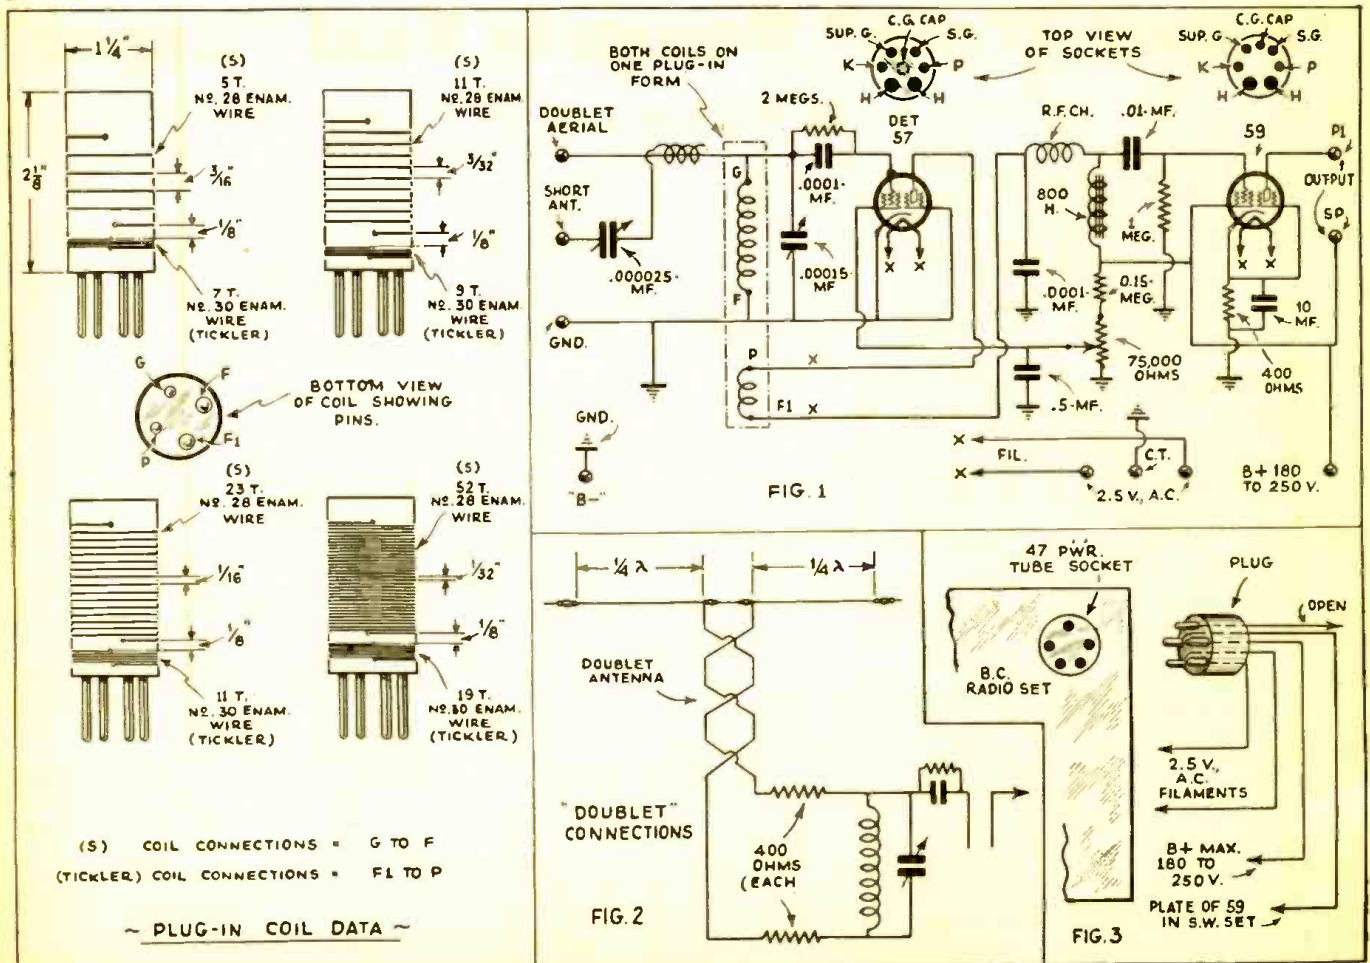 1 1/4"
2 1/8"
(S)
5 T.
Nº. 28 ENAM.
WIRE
3/16"
1/8"
7 T.
Nº. 30 ENAM.
WIRE
(TICKLER)
(S)
11 T.
Nº. 28 ENAM.
WIRE
3/32"
1/8"
9 T.
Nº. 30 ENAM.
WIRE
(TICKLER)
G
F
P
F1
BOTTOM VIEW
OF COIL SHOWING
PINS.
(S)
23 T.
Nº. 28 ENAM.
WIRE
1/16"
1/8"
11 T.
Nº. 30 ENAM.
WIRE
(TICKLER)
(S)
52 T.
Nº. 28 ENAM.
WIRE
1/32"
1/8"
19 T.
Nº. 30 ENAM.
WIRE
(TICKLER)
(S) COIL CONNECTIONS = G TO F
(TICKLER) COIL CONNECTIONS = F1 TO P
~ PLUG-IN COIL DATA ~
BOTH COILS ON
ONE PLUG-IN
FORM
C.G. CAP
SUP. G.
S.G.
K
P
H
H
TOP VIEW
OF SOCKETS
C.G. CAP
SUP. G.
S.G.
K
P
H
H
DOUBLET
AERIAL
SHORT
ANT.
.000025-
MF.
GND.
2 MEGS.
.0001-
MF.
DET
57
G
F
.00015-
MF
X
X
P
X
F1
X
R.F.CH.
.01-MF.
800
H.
1
MEG.
.0001-
MF.
0.15-
MEG.
75,000
OHMS
.5-MF.
59
X
X
P1
OUTPUT
SP.
10
MF.
400
OHMS
GND.
"B-"
X
FIL.
X
C.T.
2.5 V., A.C.
B+ 180
TO 250 V.
FIG. 1
1/4 λ
1/4 λ
DOUBLET
ANTENNA
"DOUBLET"
CONNECTIONS
400
OHMS
(EACH
FIG. 2
47 PWR.
TUBE SOCKET
B.C.
RADIO SET
PLUG
OPEN
2.5 V.,
A.C.
FILAMENTS
B+ MAX.
180 TO
250 V.
PLATE OF 59
IN S.W. SET
FIG. 3